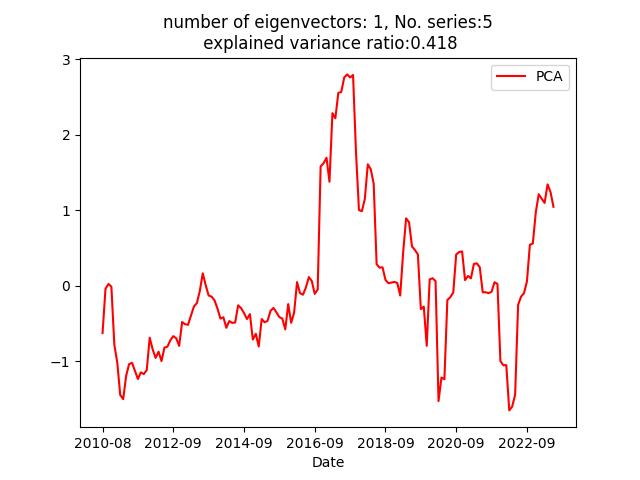 number of eigenvectors: 1, No. series:5
explained variance ratio:0.418
PCA
3
2
1
0
−1
2010-08 2012-09 2014-09 2016-09 2018-09 2020-09 2022-09
Date